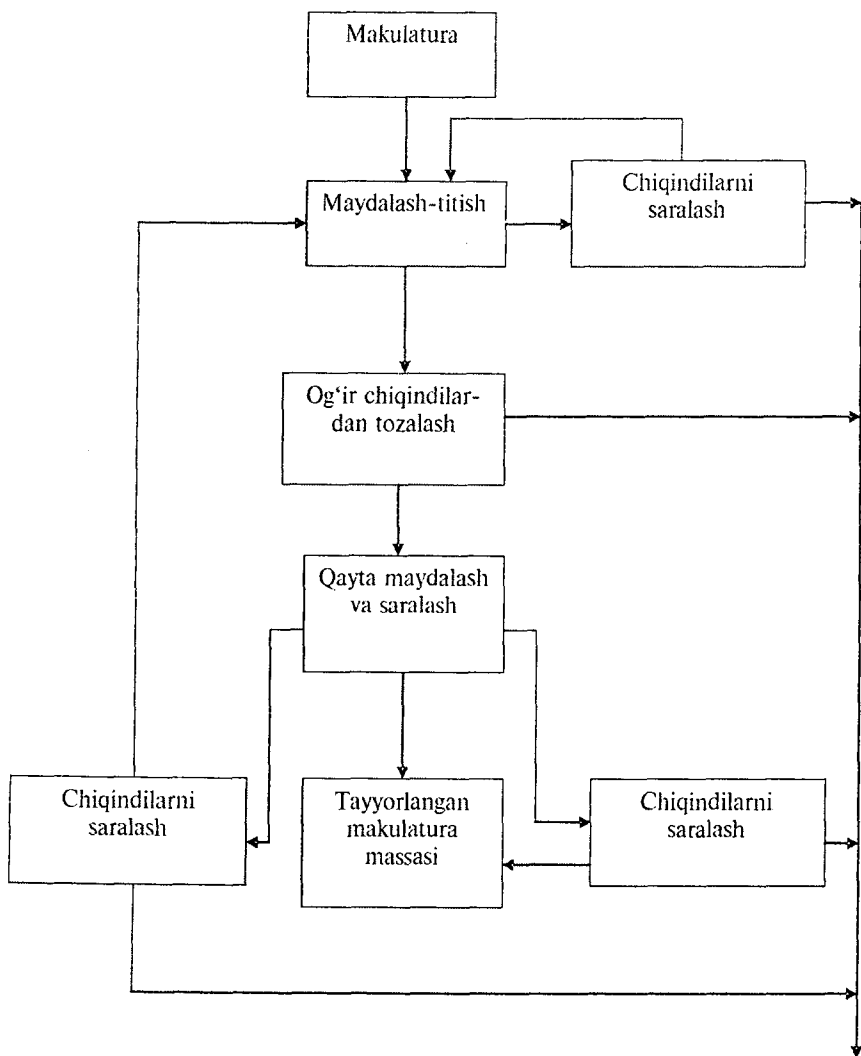 Makulatura
Maydalash-titish
Chiqindilarni
saralash
Og‘ir chiqindilar-
dan tozalash
Qayta maydalash
va saralash
Chiqindilarni
saralash
Tayyorlangan
makulatura
massasi
Chiqindilarni
saralash